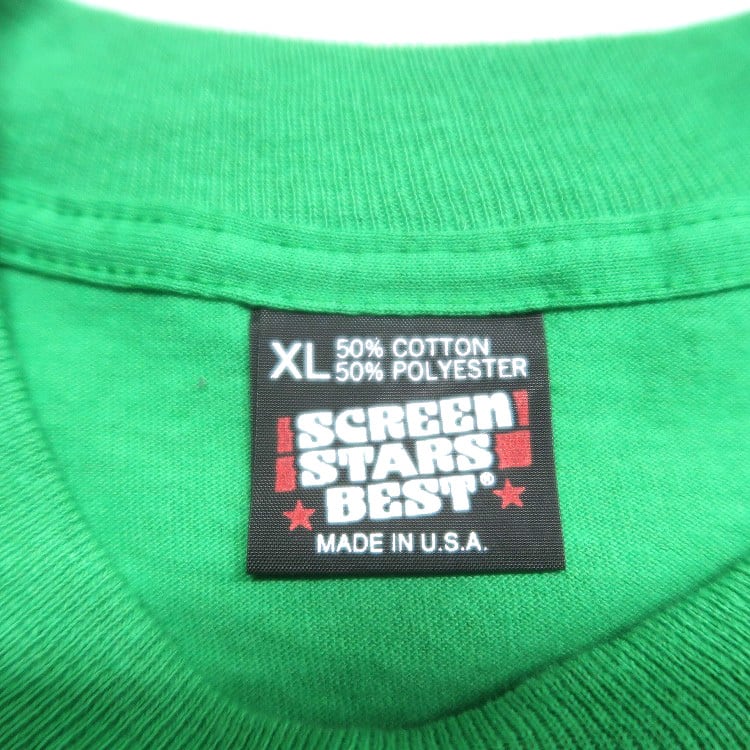 XL 50% COTTON
50% POLYESTER
SCREEN
STARS
BEST®
MADE IN U.S.A.